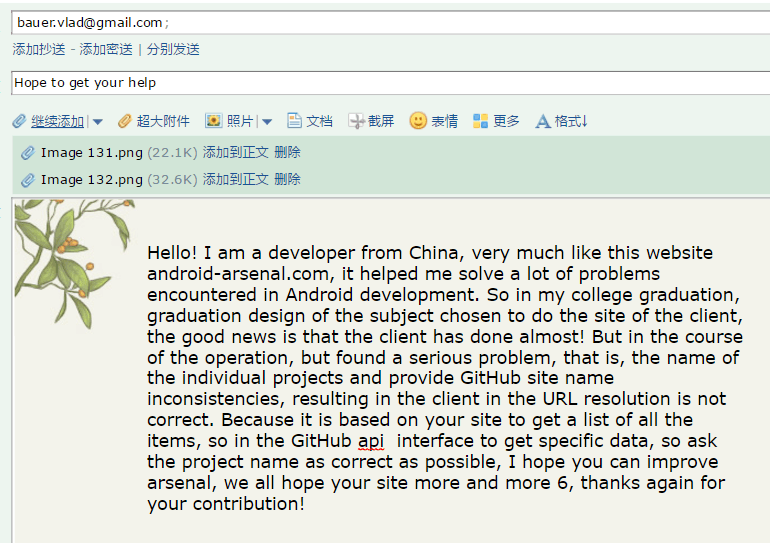 bauer.vlad@gmail.com;
添加抄送 - 添加密送 | 分别发送
Hope to get your help
继续添加 | 超大附件 照片 | 文档 截屏 表情 更多 格式↓
Image 131.png (22.1K) 添加到正文 删除
Image 132.png (32.6K) 添加到正文 删除
Hello! I am a developer from China, very much like this website
android-arsenal.com, it helped me solve a lot of problems
encountered in Android development. So in my college graduation,
graduation design of the subject chosen to do the site of the client,
the good news is that the client has done almost! But in the course
of the operation, but found a serious problem, that is, the name of
the individual projects and provide GitHub site name
inconsistencies, resulting in the client in the URL resolution is not
correct. Because it is based on your site to get a list of all the
items, so in the GitHub api  interface to get specific data, so ask
the project name as correct as possible, I hope you can improve
arsenal, we all hope your site more and more 6, thanks again for
your contribution!